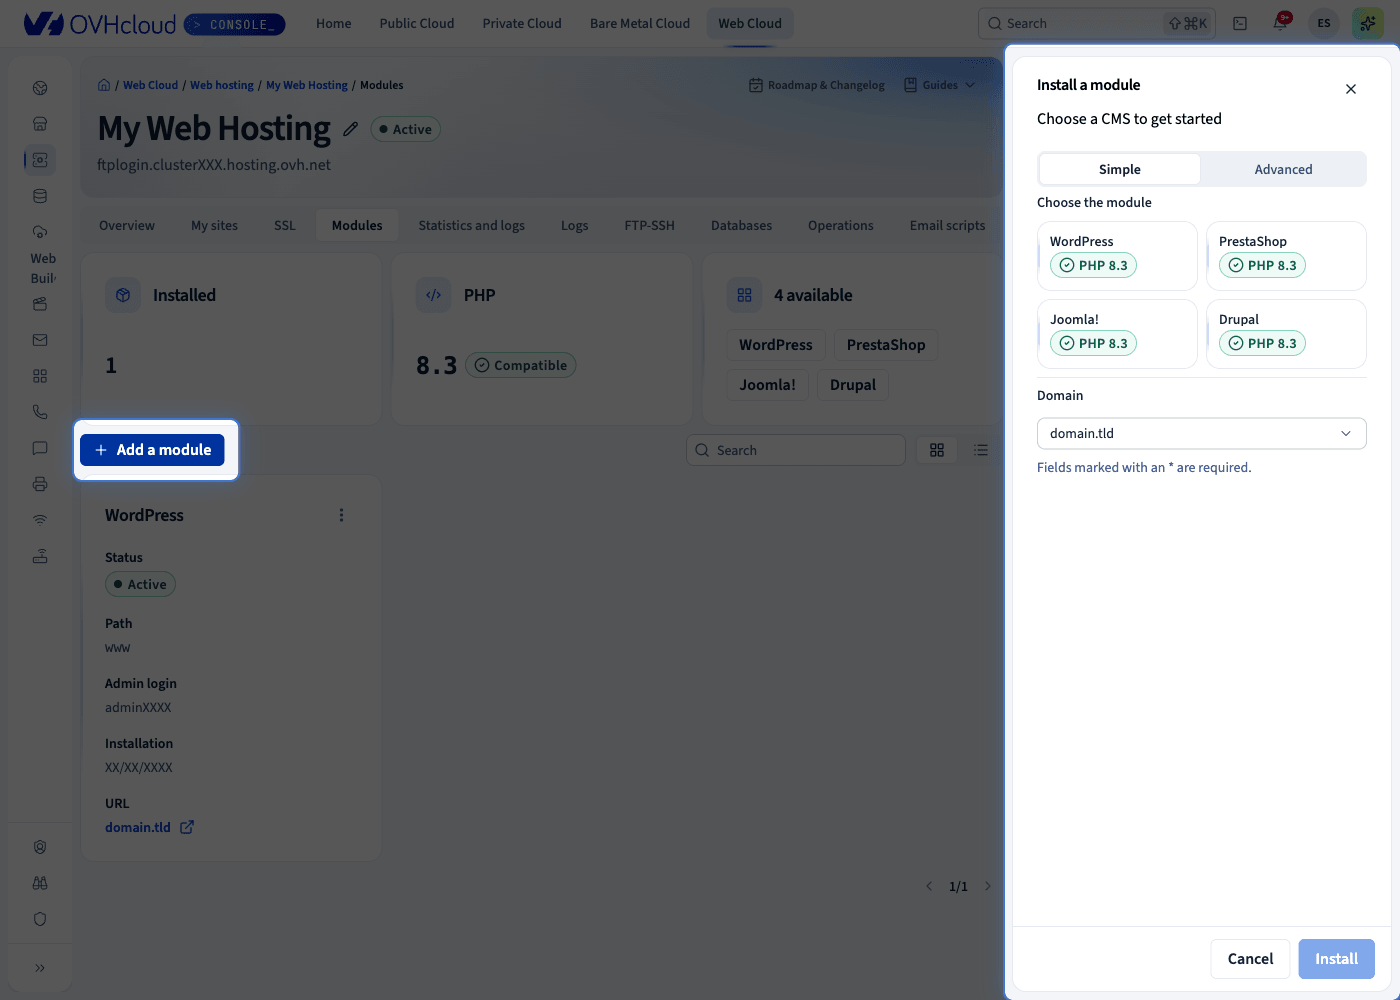 OVHcloud > CONSOLE_
Home Public Cloud Private Cloud Bare Metal Cloud Web Cloud
Search ⇧⌘K
9+
ES
/ Web Cloud / Web hosting / My Web Hosting / Modules
Roadmap & Changelog Guides
My Web Hosting Active
ftplogin.clusterXXX.hosting.ovh.net
Overview My sites SSL Modules Statistics and logs Logs FTP-SSH Databases Operations Email scripts
Web
Buil
Installed
1
PHP
8.3 Compatible
4 available
WordPress PrestaShop
Joomla! Drupal
+ Add a module
Search
WordPress
Status
Active
Path
www
Admin login
adminXXXX
Installation
XX/XX/XXXX
URL
domain.tld
1/1
Install a module
Choose a CMS to get started
Simple Advanced
Choose the module
WordPress
PHP 8.3
PrestaShop
PHP 8.3
Joomla!
PHP 8.3
Drupal
PHP 8.3
Domain
domain.tld
Fields marked with an * are required.
Cancel Install